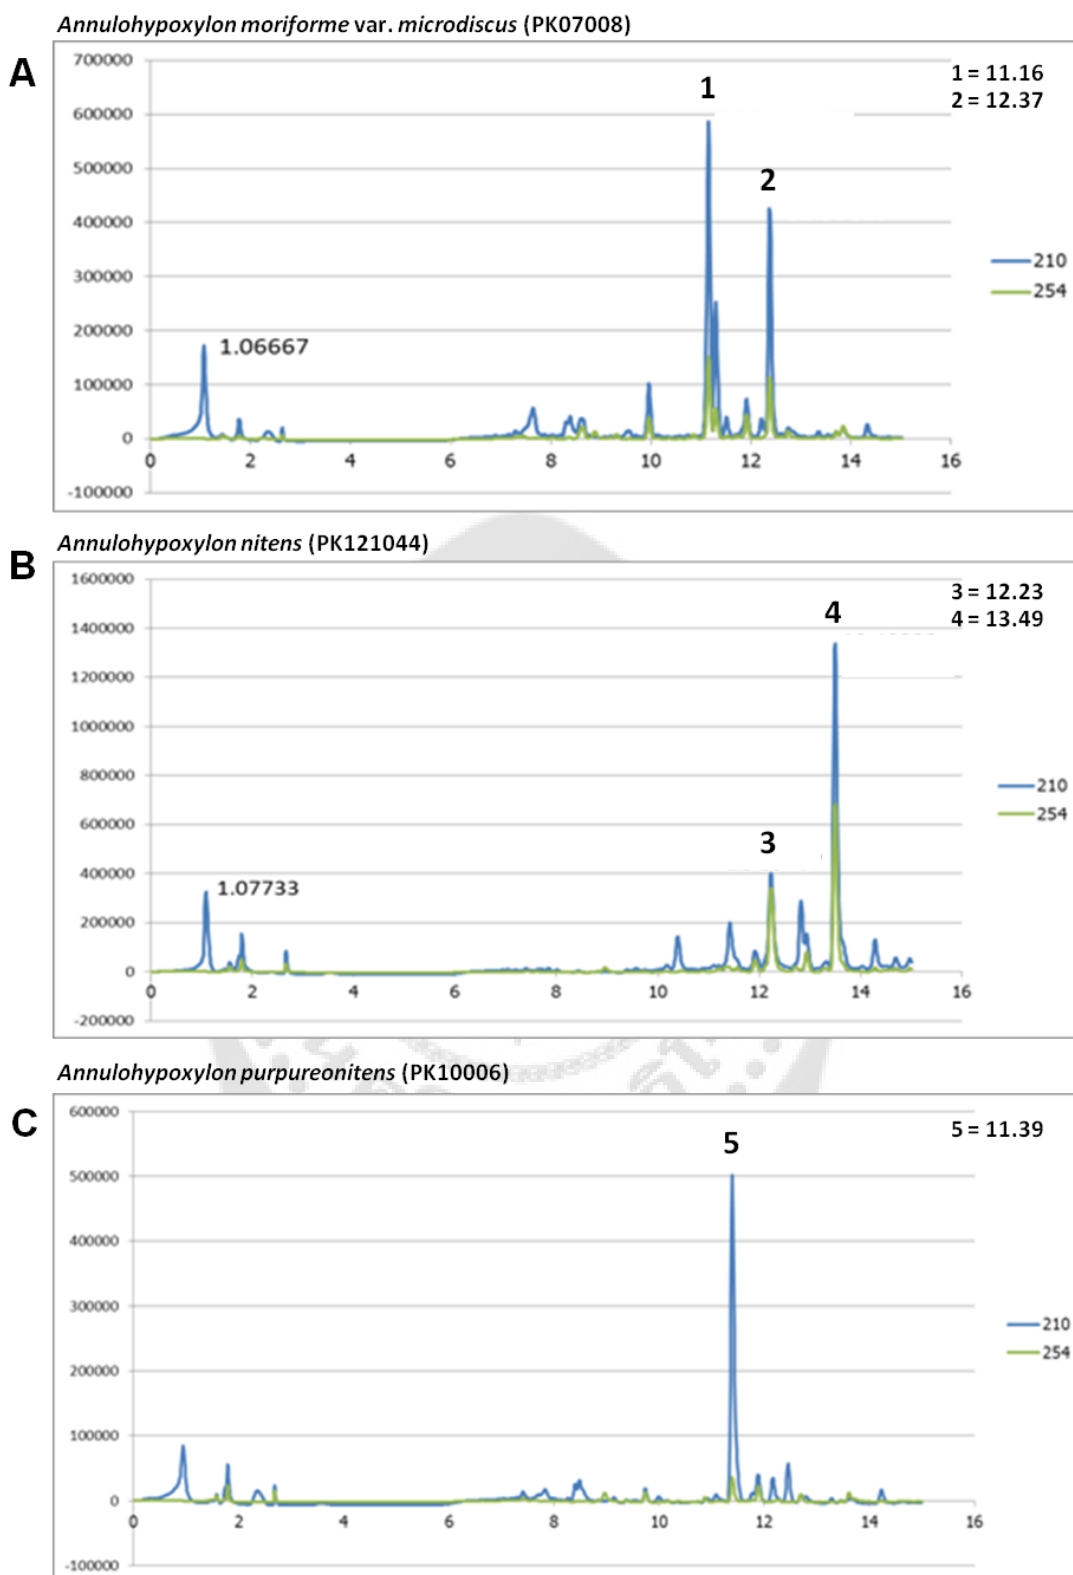 Annulohypoxylon moriforme var. microdiscus (PK07008)
A
700000
600000
500000
400000
300000
200000
100000
0
-100000
0 2 4 6 8 10 12 14 16
1
2
1.06667
1 = 11.16
2 = 12.37
210
254
Annulohypoxylon nitens (PK121044)
B
1600000
1400000
1200000
1000000
800000
600000
400000
200000
0
-200000
0 2 4 6 8 10 12 14 16
3
4
1.07733
3 = 12.23
4 = 13.49
210
254
Annulohypoxylon purpureonitens (PK10006)
C
600000
500000
400000
300000
200000
100000
0
-100000
0 2 4 6 8 10 12 14 16
5
5 = 11.39
210
254